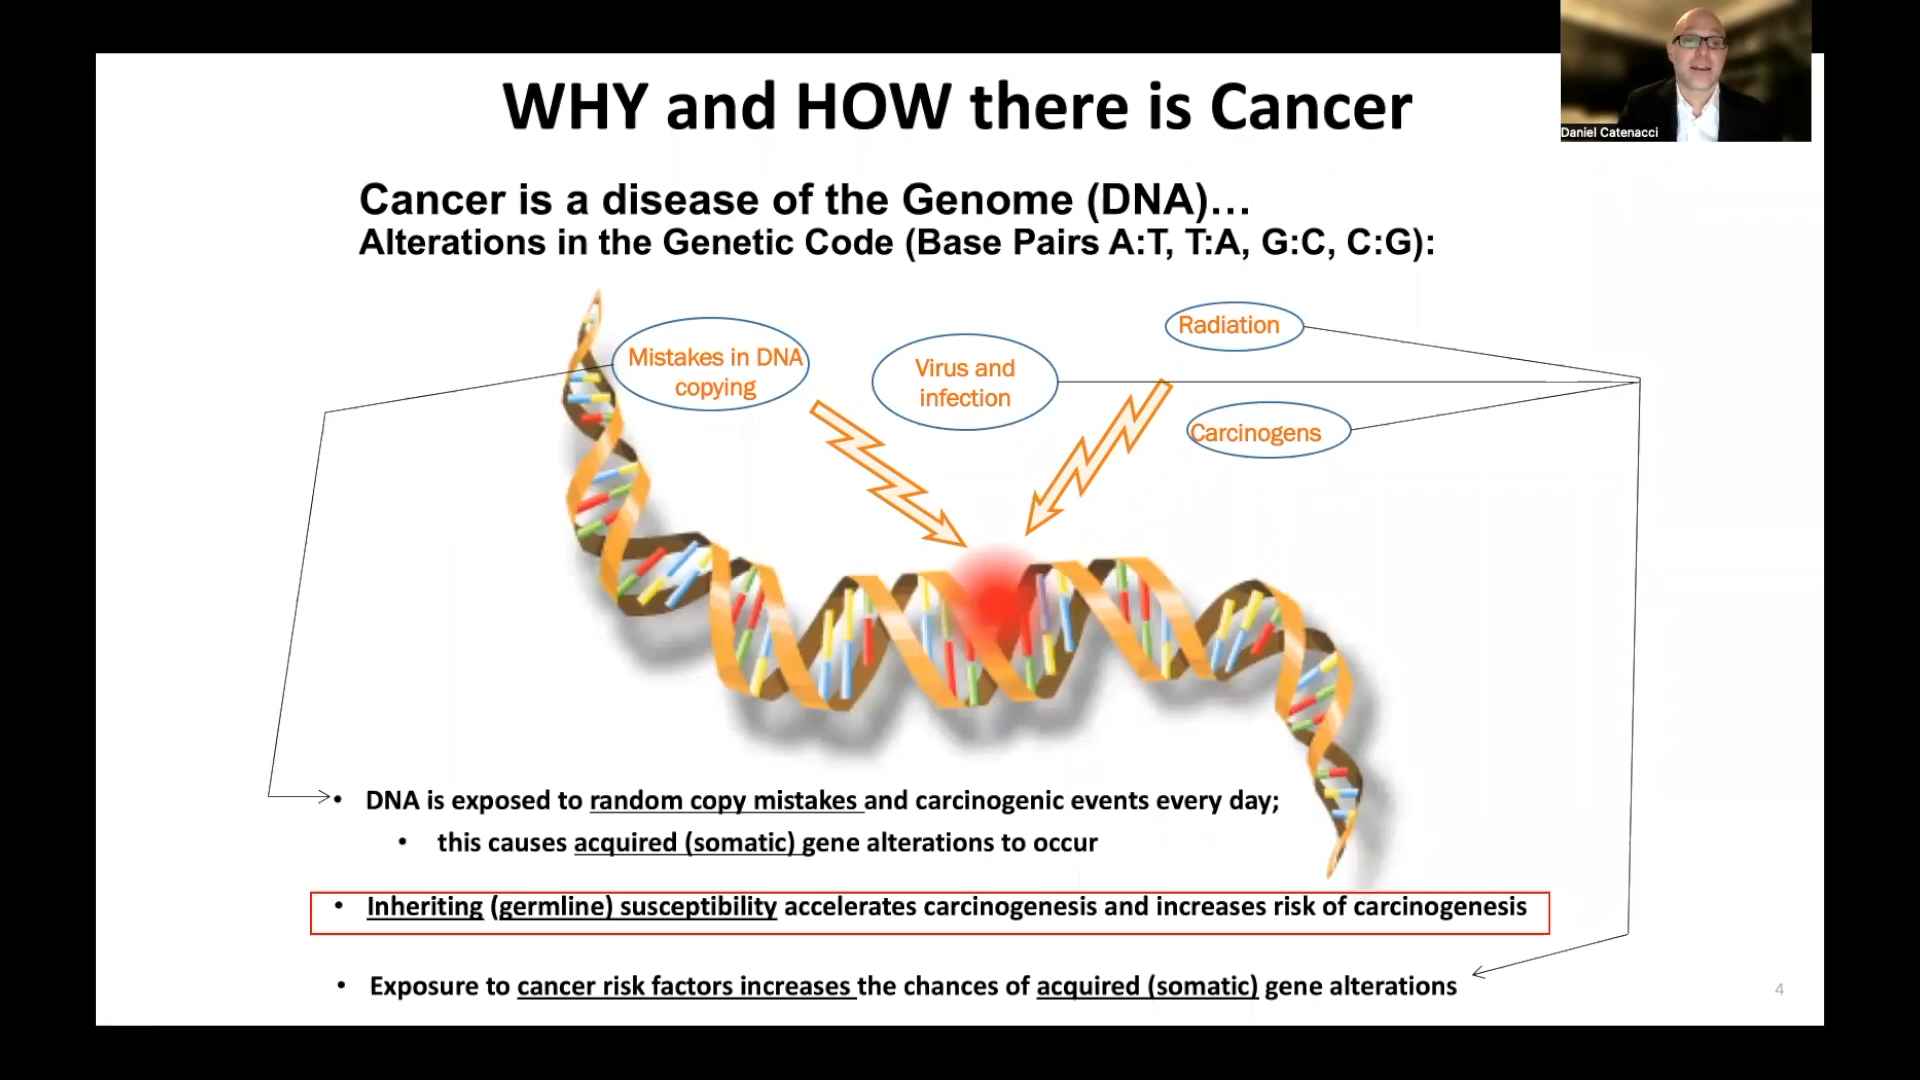 WHY and HOW there is Cancer
Daniel Catenacci
Cancer is a disease of the Genome (DNA)…
Alterations in the Genetic Code (Base Pairs A:T, T:A, G:C, C:G):
Mistakes in DNA
copying
Virus and
infection
Radiation
Carcinogens
• DNA is exposed to random copy mistakes and carcinogenic events every day;
• this causes acquired (somatic) gene alterations to occur
• Inheriting (germline) susceptibility accelerates carcinogenesis and increases risk of carcinogenesis
• Exposure to cancer risk factors increases the chances of acquired (somatic) gene alterations
4